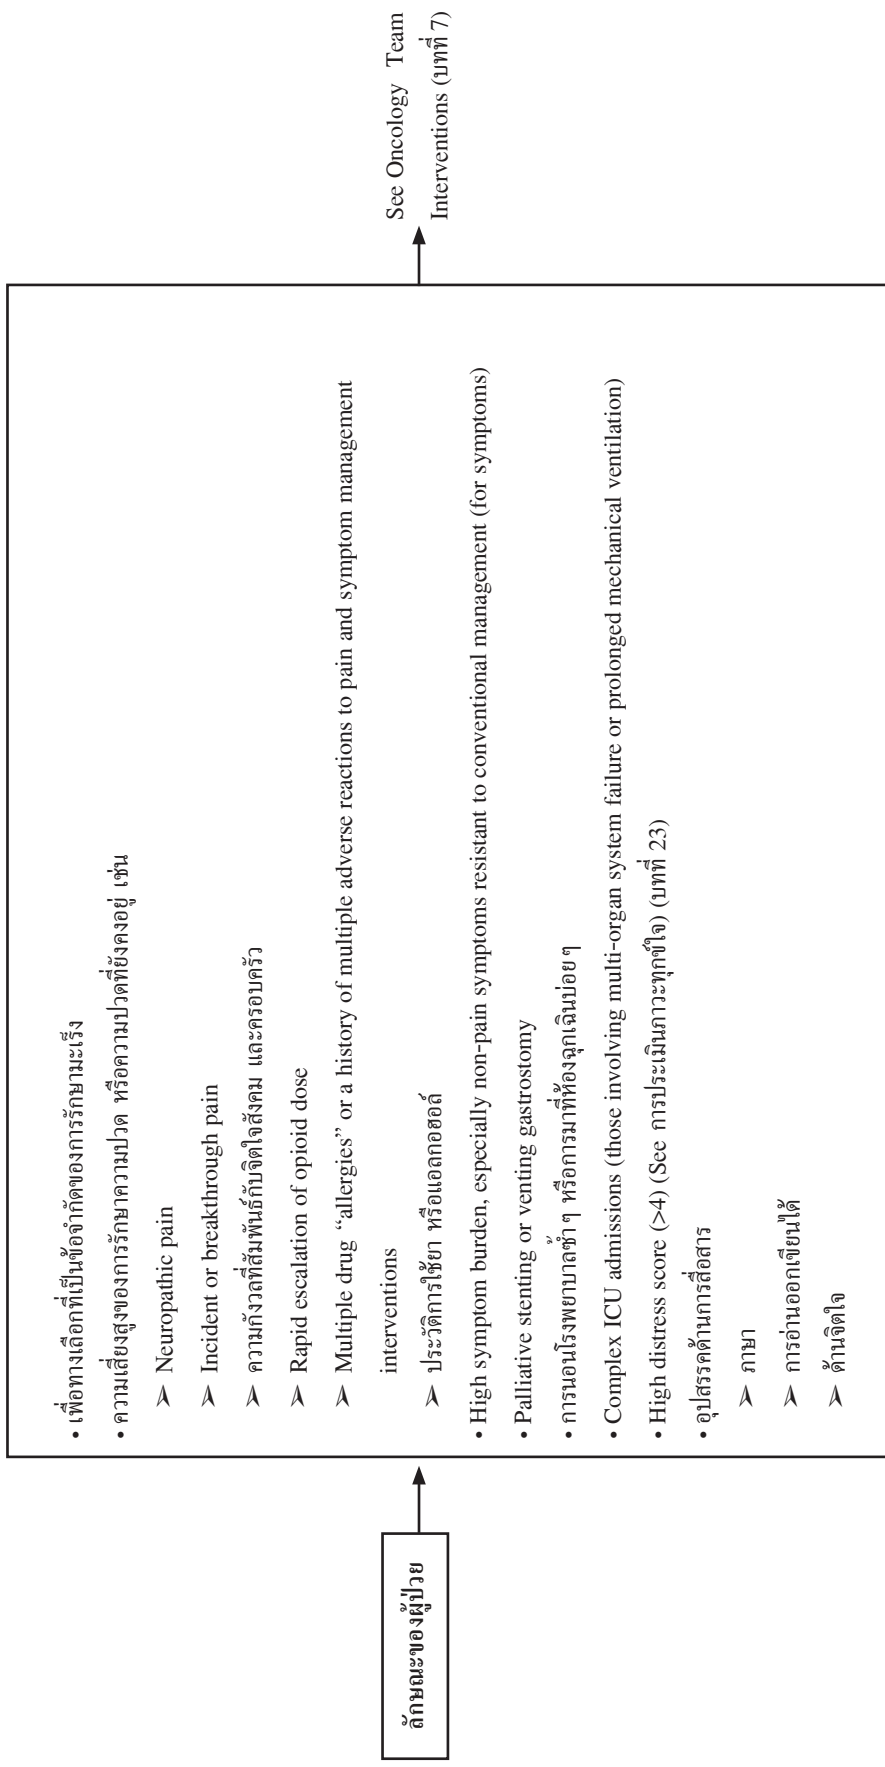 ลักษณะของผู้ป่วย
• เพื่อทางเลือกที่เป็นข้อจำกัดของการรักษามะเร็ง
• ความเสี่ยงสูงของการรักษาความปวด หรือความปวดที่ยังคงอยู่ เช่น
➢ Neuropathic pain
➢ Incident or breakthrough pain
➢ ความกังวลที่สัมพันธ์กับจิตใจสังคม และครอบครัว
➢ Rapid escalation of opioid dose
➢ Multiple drug “allergies” or a history of multiple adverse reactions to pain and symptom management
interventions
➢ ประวัติการใช้ยา หรือแอลกอฮอล์
• High symptom burden, especially non-pain symptoms resistant to conventional management (for symptoms)
• Palliative stenting or venting gastrostomy
• การนอนโรงพยาบาลซ้ำๆ หรือการมาที่ห้องฉุกเฉินบ่อยๆ
• Complex ICU admissions (those involving multi-organ system failure or prolonged mechanical ventilation)
• High distress score (>4) (See การประเมินภาวะทุกข์ใจ) (บทที่ 23)
• อุปสรรคด้านการสื่อสาร
➢ ภาษา
➢ การอ่านออกเขียนได้
➢ ด้านจิตใจ
See Oncology Team
Interventions (บทที่ 7)